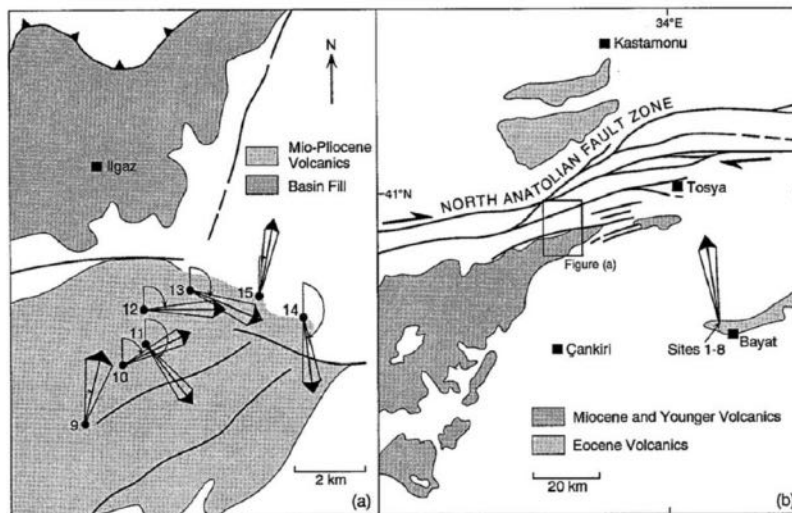 N
Ilgaz
Mio-Pliocene
Volcanics
Basin Fill
13
15
14
12
11
10
9
2 km
(a)
34°E
Kastamonu
NORTH ANATOLIAN FAULT ZONE
41°N
Tosya
Figure (a)
Çankiri
Sites 1-8
Bayat
Miocene and Younger Volcanics
Eocene Volcanics
20 km
(b)